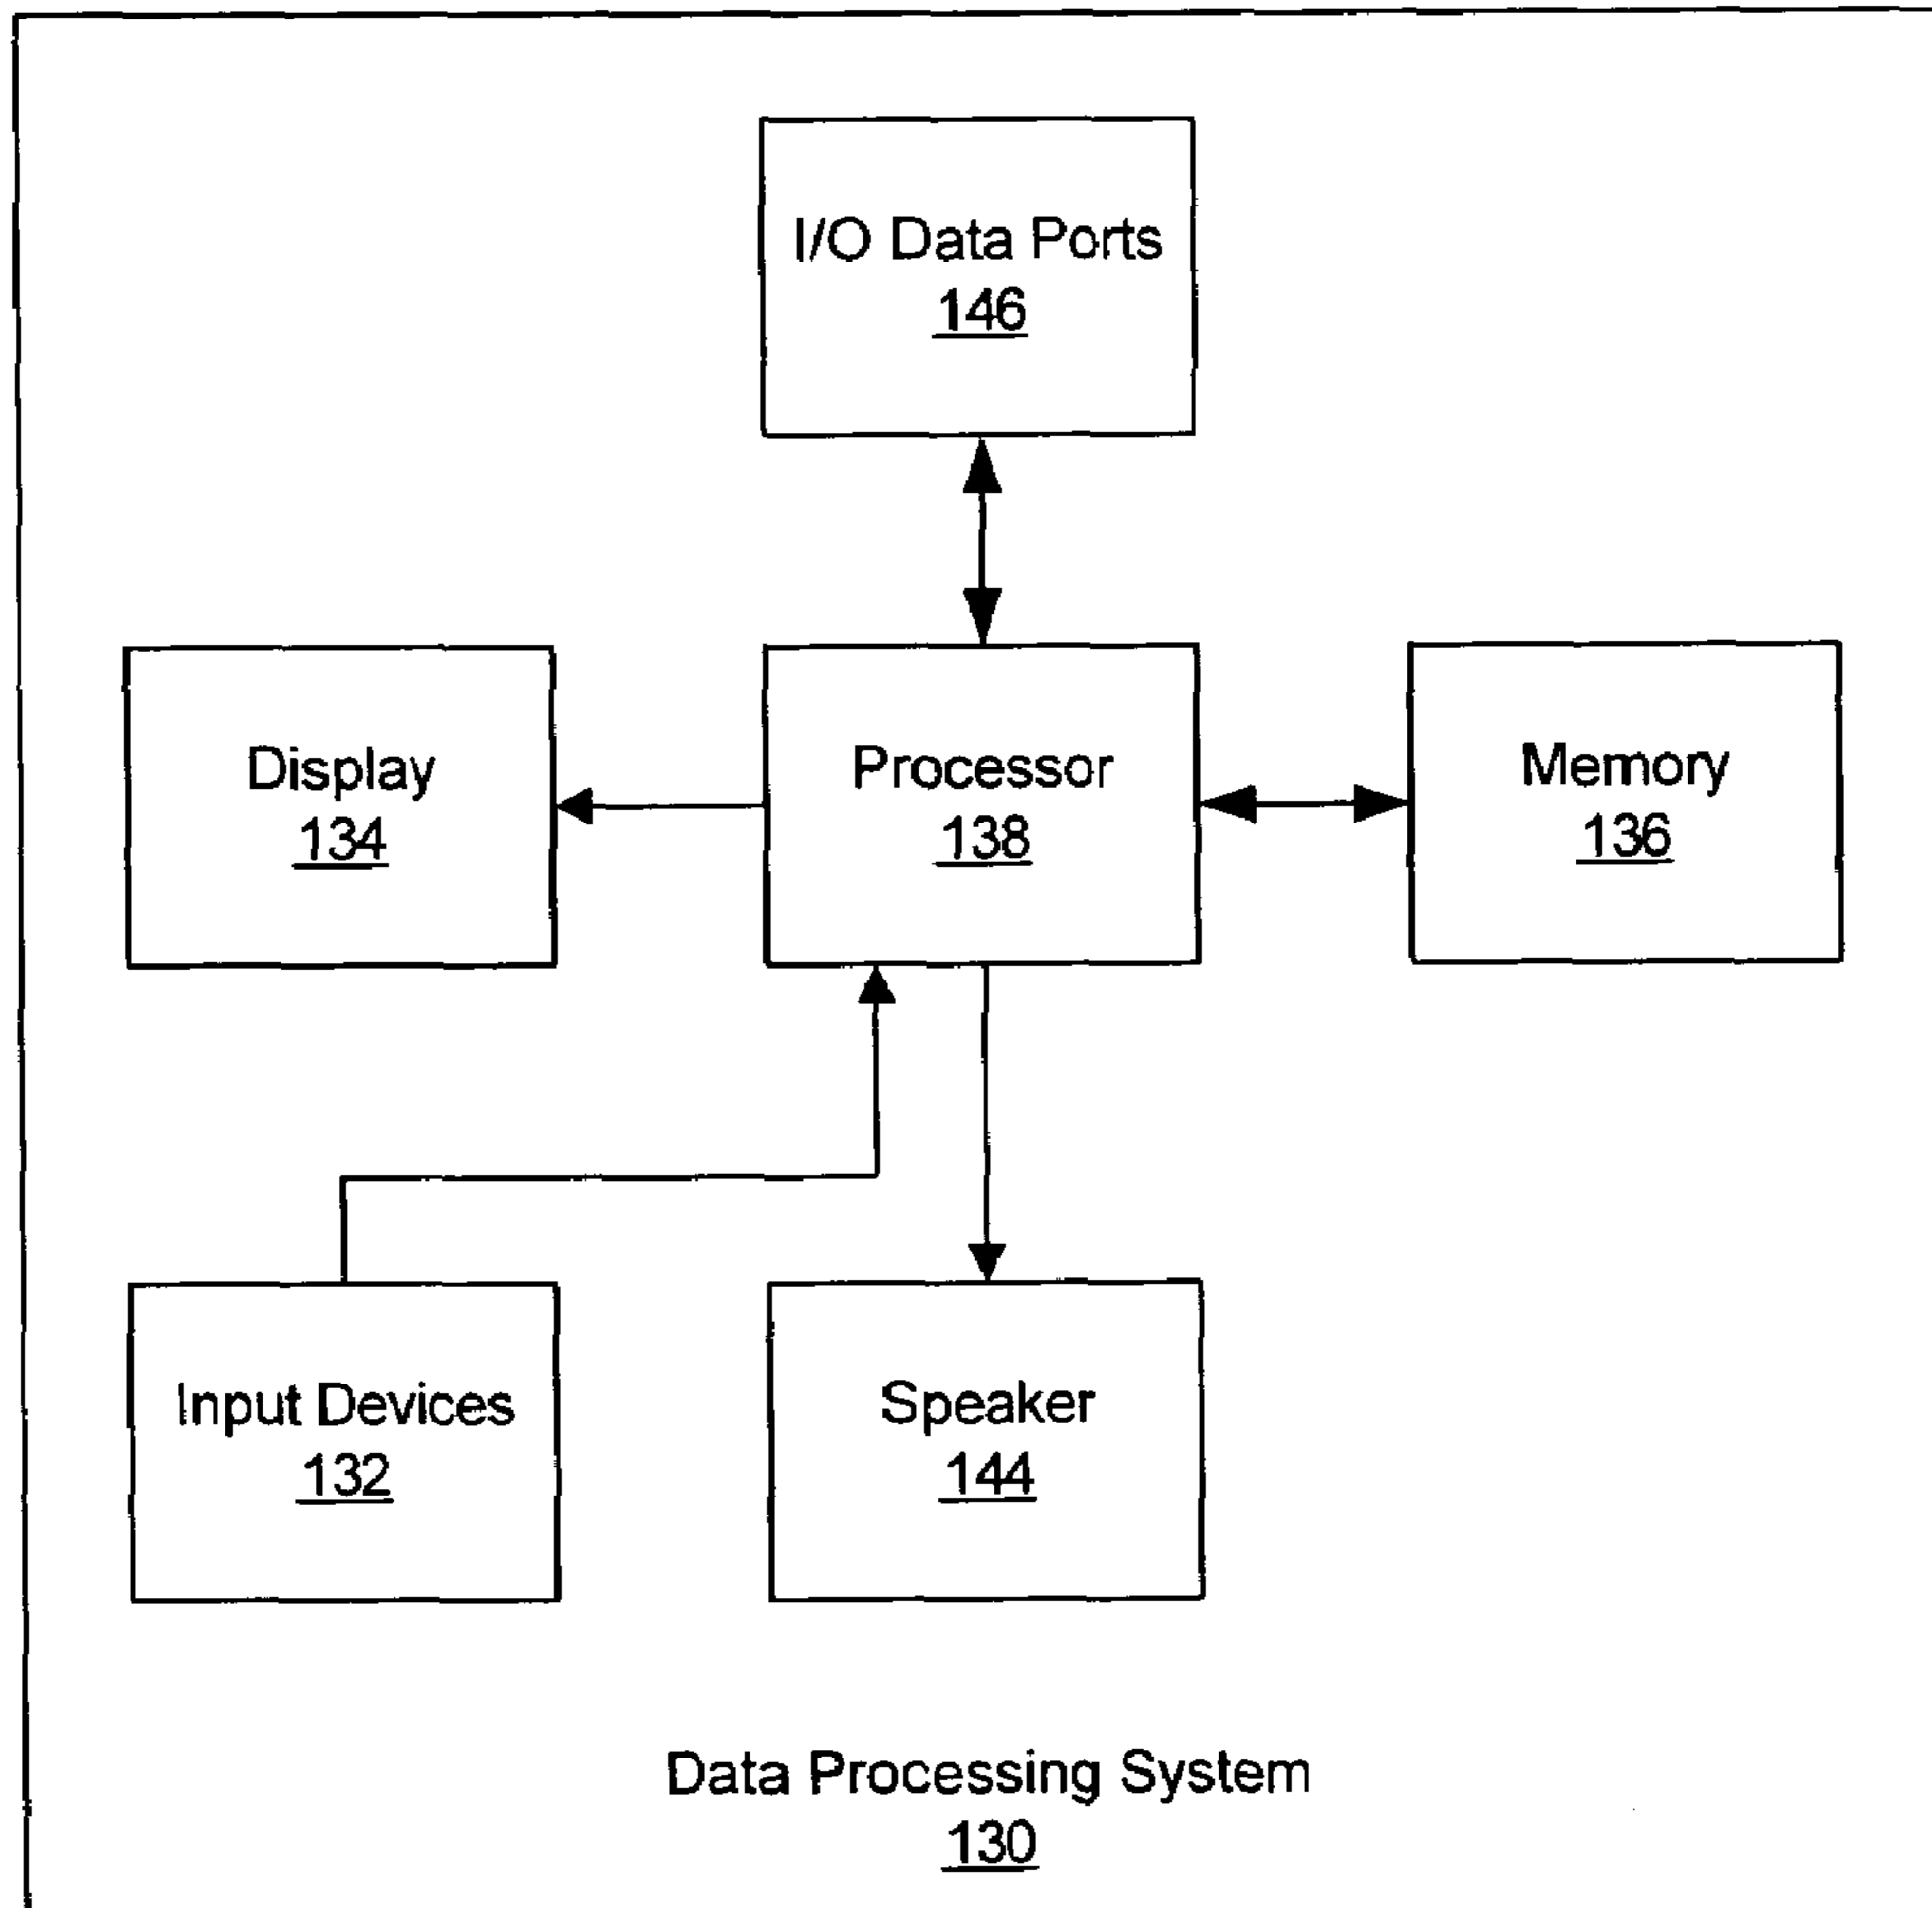 I/O Data Ports
146
Display
134
Processor
138
Memory
136
Input Devices
132
Speaker
144
Data Processing System
130